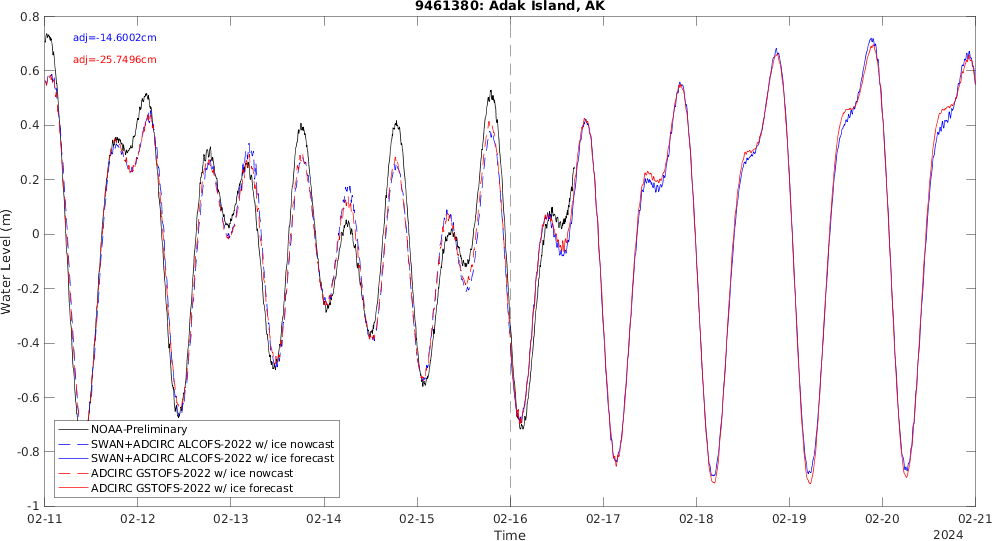 9461380: Adak Island, AK
adj=-14.6002cm
adj=-25.7496cm
0.8
0.6
0.4
0.2
0
-0.2
-0.4
-0.6
-0.8
-1
Water Level (m)
NOAA-Preliminary
SWAN+ADCIRC ALCOFS-2022 w/ ice nowcast
SWAN+ADCIRC ALCOFS-2022 w/ ice forecast
ADCIRC GSTOFS-2022 w/ ice nowcast
ADCIRC GSTOFS-2022 w/ ice forecast
02-11 02-12 02-13 02-14 02-15 02-16 02-17 02-18 02-19 02-20 02-21
Time
2024